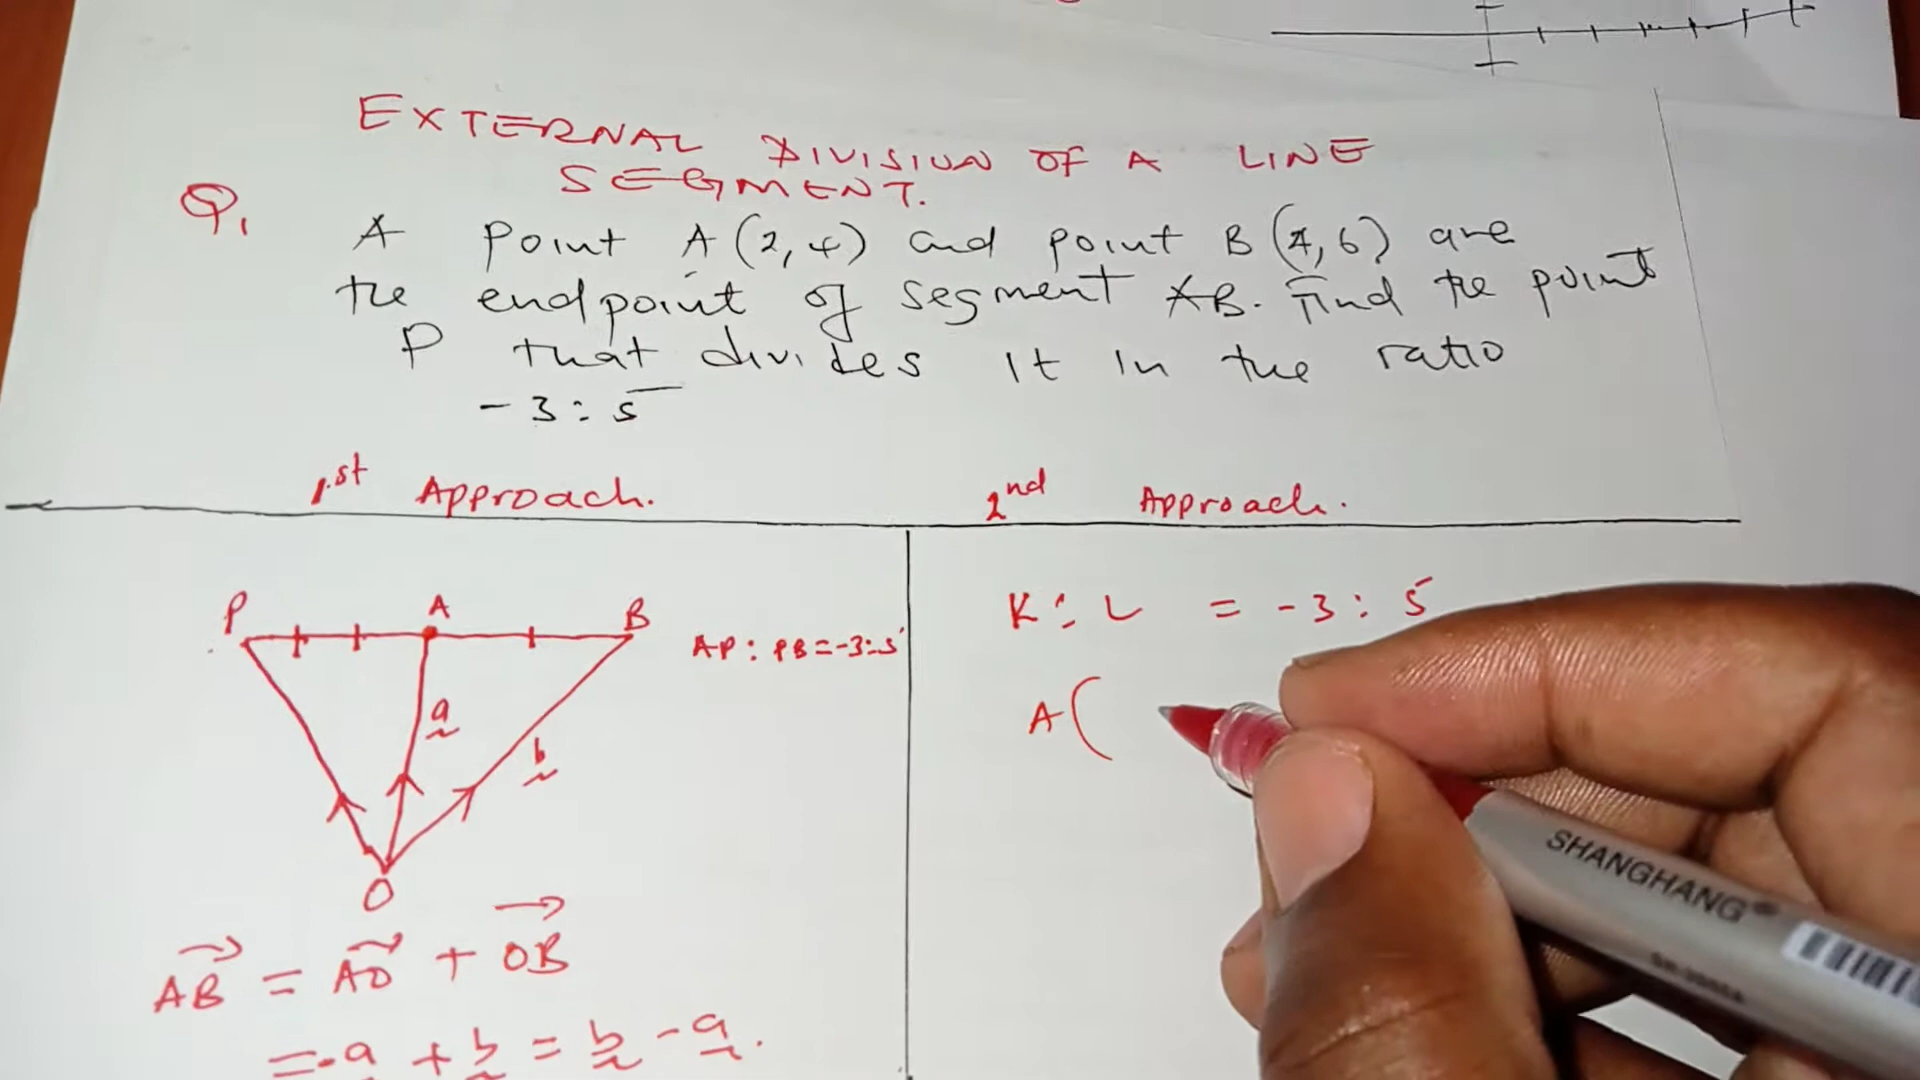 EXTERNAL DIVISION OF A LINE
SEGMENT.
Q1
A point A(2,4) and point B(4,6) are
the endpoint of segment AB. Find the point
P that divides it in the ratio
-3:5
1st Approach.
2nd Approach.
P A B
AP : PB = -3:5
a
b
O
AB = AO + OB
= -a + b = b - a.
K : L = -3 : 5
A(
SHANGHANG